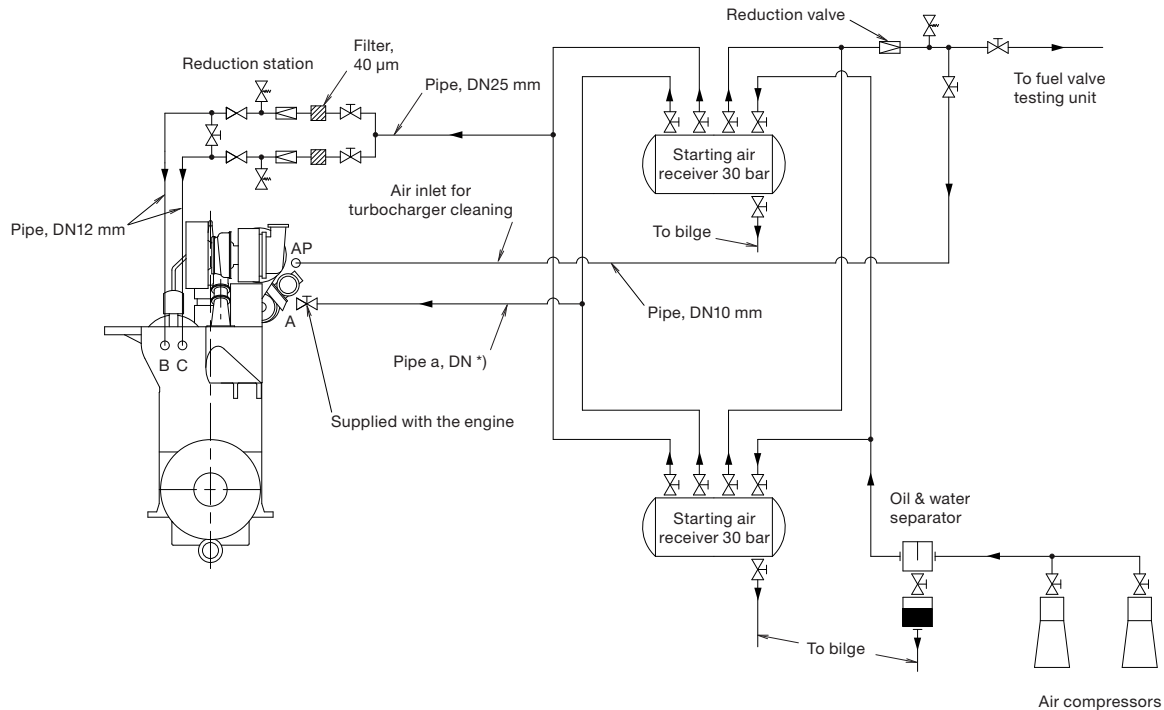 Reduction valve
Filter,
40 µm
Reduction station
Pipe, DN25 mm
To fuel valve
testing unit
Starting air
receiver 30 bar
Air inlet for
turbocharger cleaning
Pipe, DN12 mm
To bilge
AP
Pipe, DN10 mm
A
B C
Pipe a, DN *)
Supplied with the engine
Oil & water
separator
Starting air
receiver 30 bar
To bilge
Air compressors